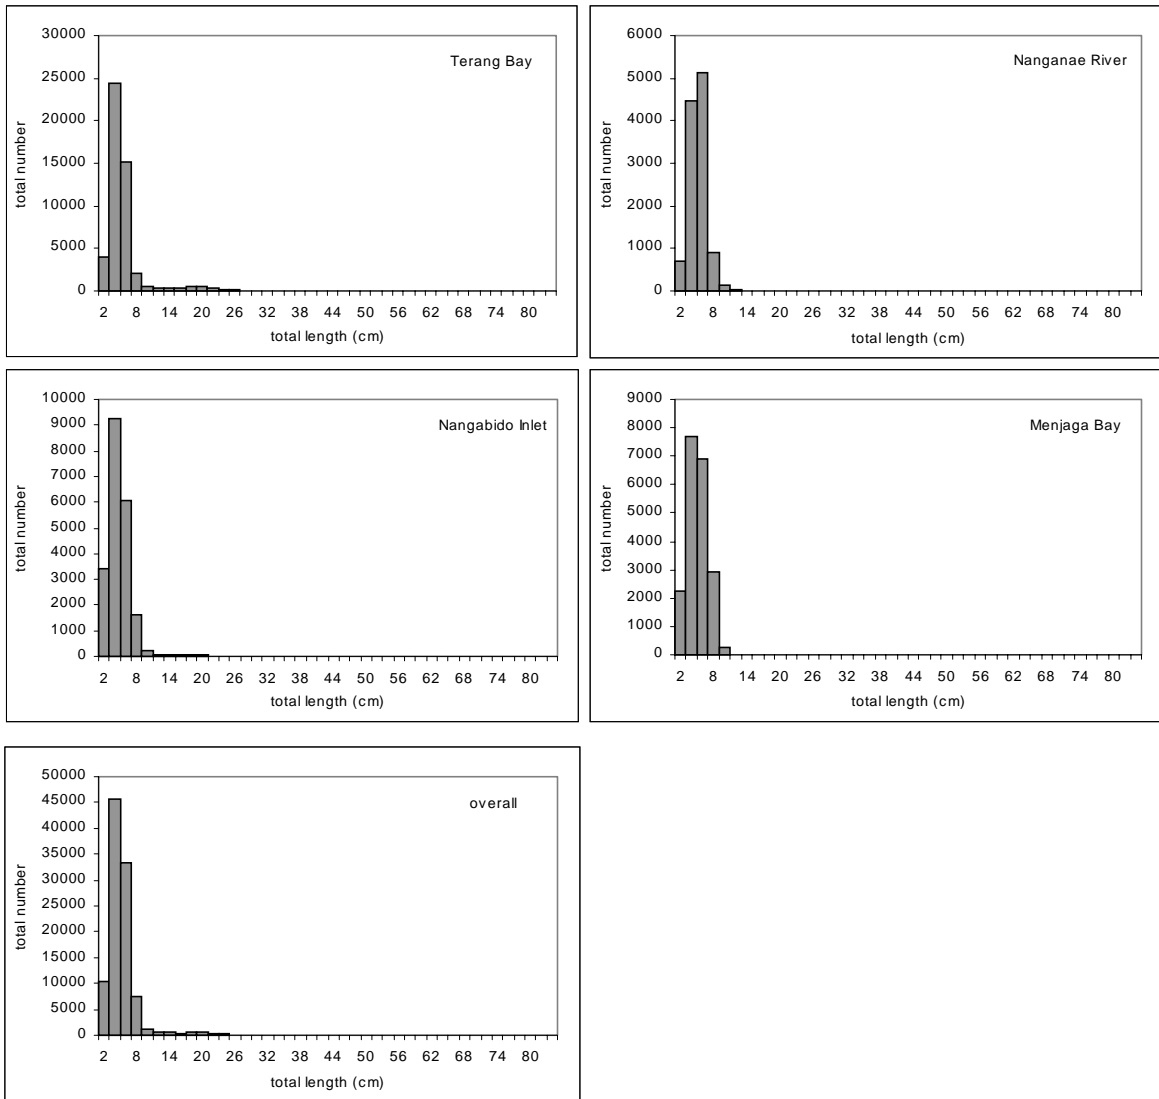 30000
25000
20000
15000
10000
5000
0
total number
Terang Bay
2 8 14 20 26 32 38 44 50 56 62 68 74 80
total length (cm)
6000
5000
4000
3000
2000
1000
0
total number
Nanganae River
2 8 14 20 26 32 38 44 50 56 62 68 74 80
total length (cm)
10000
9000
8000
7000
6000
5000
4000
3000
2000
1000
0
total number
Nangabido Inlet
2 8 14 20 26 32 38 44 50 56 62 68 74 80
total length (cm)
9000
8000
7000
6000
5000
4000
3000
2000
1000
0
total number
Menjaga Bay
2 8 14 20 26 32 38 44 50 56 62 68 74 80
total length (cm)
50000
45000
40000
35000
30000
25000
20000
15000
10000
5000
0
total number
overall
2 8 14 20 26 32 38 44 50 56 62 68 74 80
total length (cm)